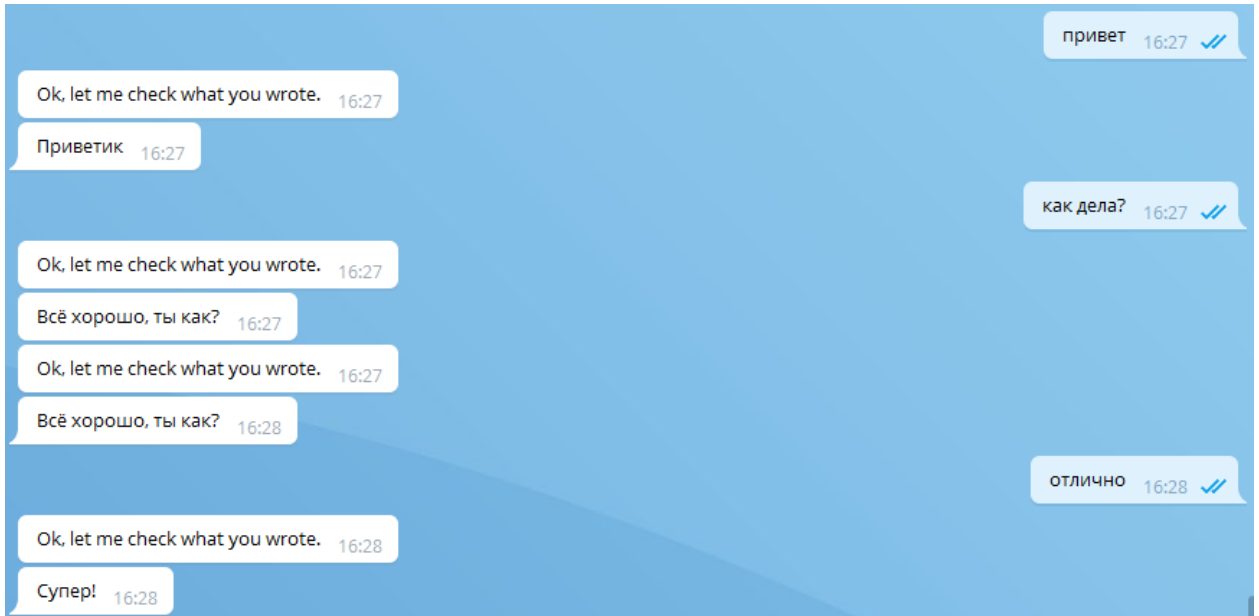 привет 16:27
Ok, let me check what you wrote. 16:27
Приветик 16:27
как дела? 16:27
Ok, let me check what you wrote. 16:27
Всё хорошо, ты как? 16:27
Ok, let me check what you wrote. 16:27
Всё хорошо, ты как? 16:28
отлично 16:28
Ok, let me check what you wrote. 16:28
Супер! 16:28